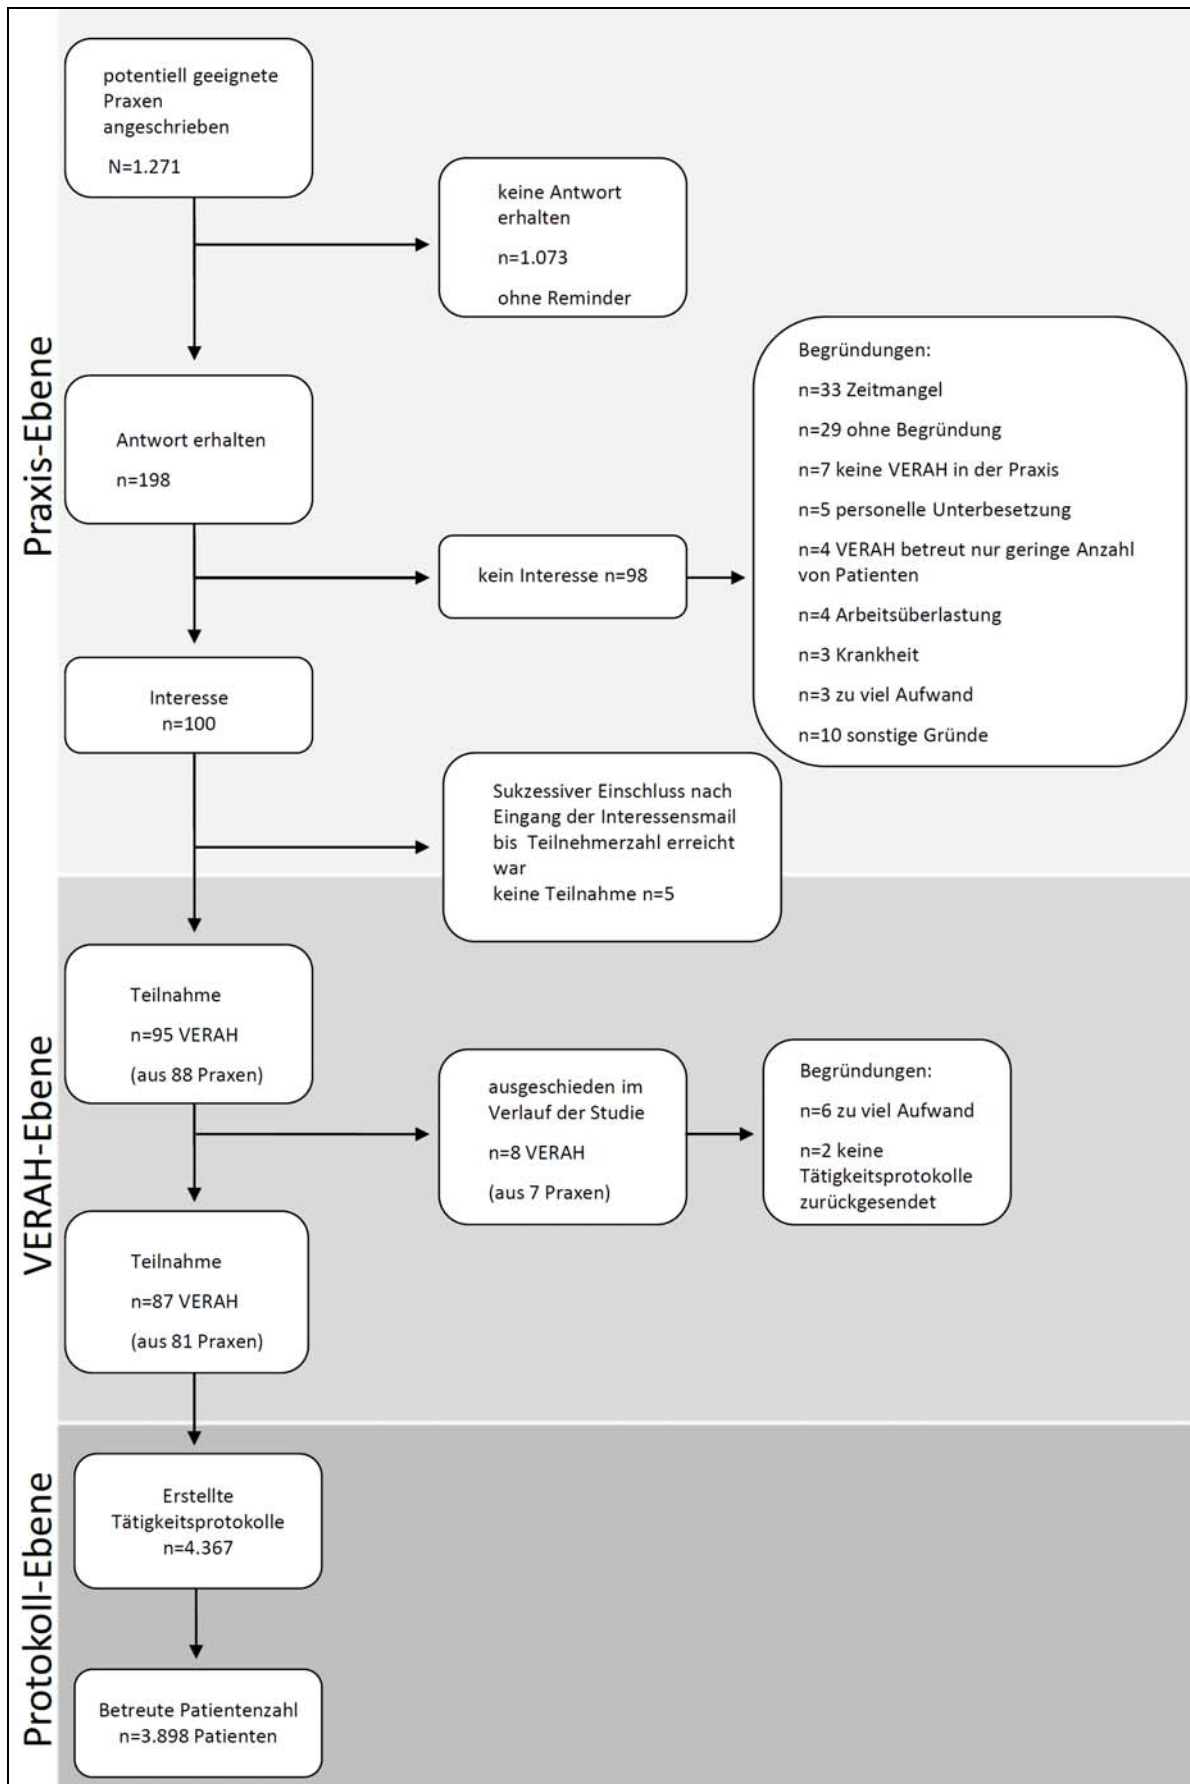 Praxis-Ebene
potentiell geeignete
Praxen
angeschrieben
N=1.271
keine Antwort
erhalten
n=1.073
ohne Reminder
Antwort erhalten
n=198
kein Interesse n=98
Begründungen:
n=33 Zeitmangel
n=29 ohne Begründung
n=7 keine VERAH in der Praxis
n=5 personelle Unterbesetzung
n=4 VERAH betreut nur geringe Anzahl
von Patienten
n=4 Arbeitsüberlastung
n=3 Krankheit
n=3 zu viel Aufwand
n=10 sonstige Gründe
Interesse
n=100
Sukzessiver Einschluss nach
Eingang der Interessensmail
bis Teilnehmerzahl erreicht
war
keine Teilnahme n=5
VERAH-Ebene
Teilnahme
n=95 VERAH
(aus 88 Praxen)
ausgeschieden im
Verlauf der Studie
n=8 VERAH
(aus 7 Praxen)
Begründungen:
n=6 zu viel Aufwand
n=2 keine
Tätigkeitsprotokolle
zurückgesendet
Teilnahme
n=87 VERAH
(aus 81 Praxen)
Protokoll-Ebene
Erstellte
Tätigkeitsprotokolle
n=4.367
Betreute Patientenzahl
n=3.898 Patienten